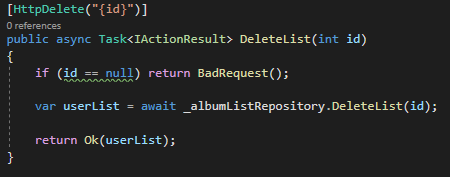 [HttpDelete("{id}")]
0 references
public async Task<IActionResult> DeleteList(int id)
{
if (id == null) return BadRequest();
var userList = await _albumListRepository.DeleteList(id);
return Ok(userList);
}